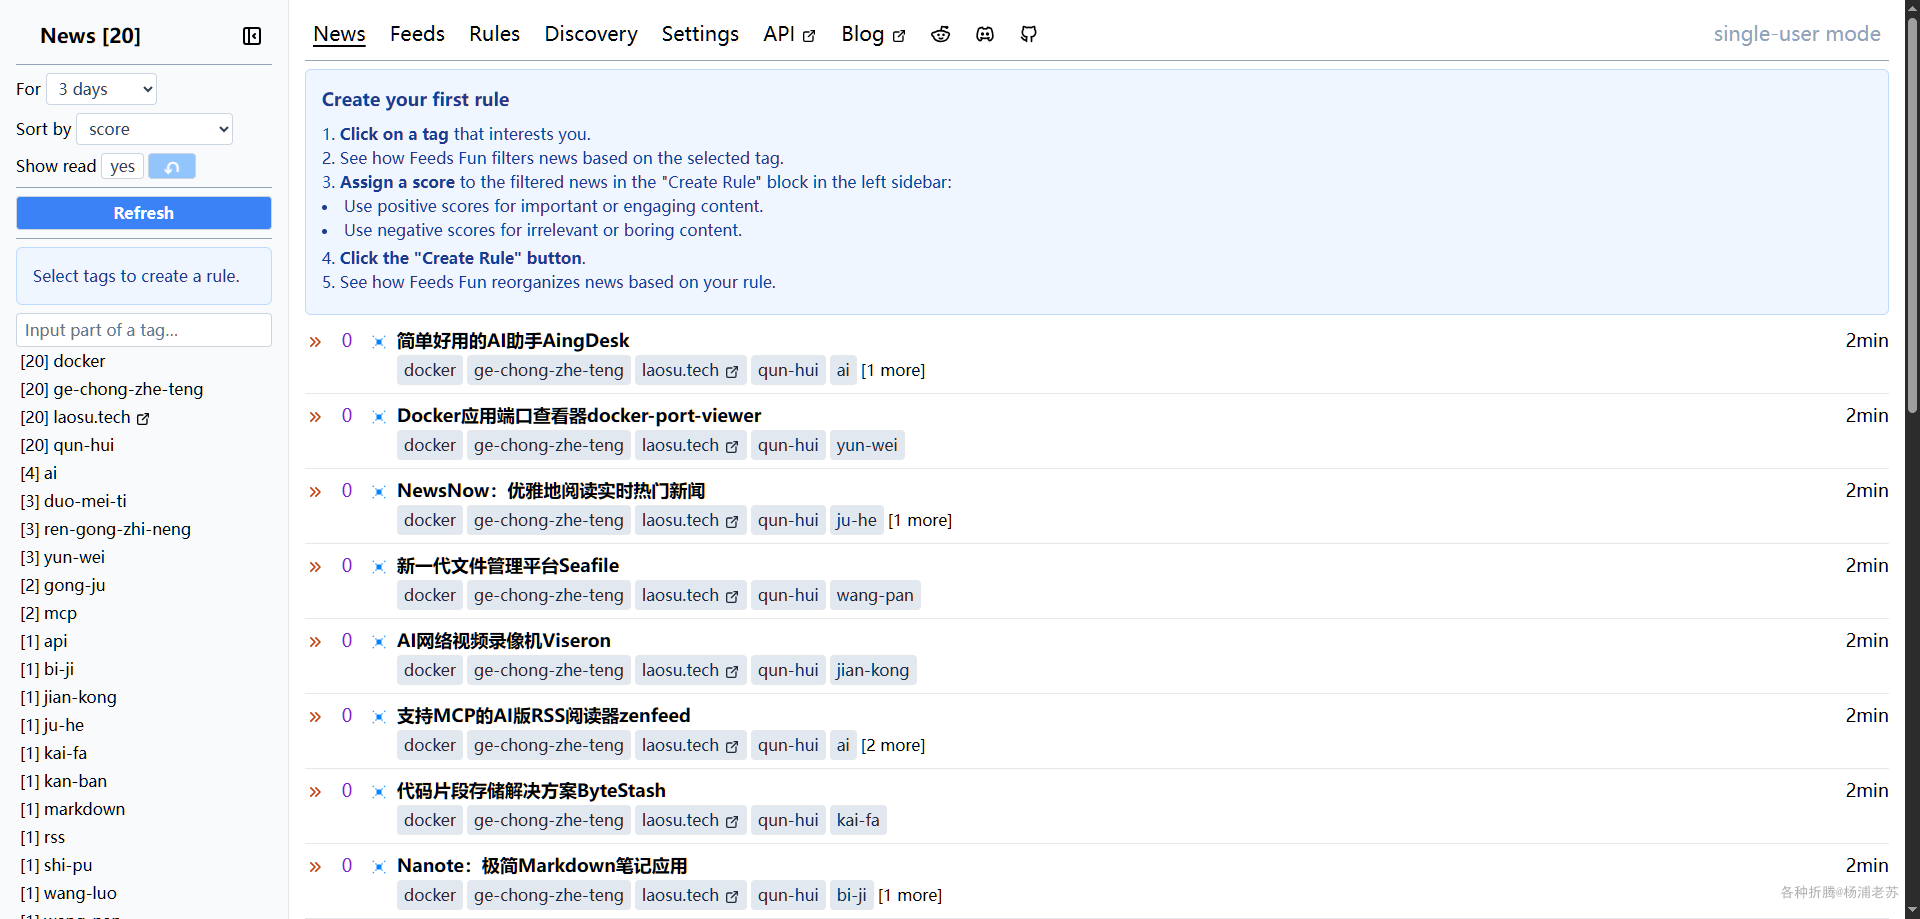 News [20]
For 3 days
Sort by score
Show read yes
Refresh
Select tags to create a rule.
Input part of a tag...
[20] docker
[20] ge-chong-zhe-teng
[20] laosu.tech
[20] qun-hui
[4] ai
[3] duo-mei-ti
[3] ren-gong-zhi-neng
[3] yun-wei
[2] gong-ju
[2] mcp
[1] api
[1] bi-ji
[1] jian-kong
[1] ju-he
[1] kai-fa
[1] kan-ban
[1] markdown
[1] rss
[1] shi-pu
[1] wang-luo
News Feeds Rules Discovery Settings API Blog single-user mode
Create your first rule
1. Click on a tag that interests you.
2. See how Feeds Fun filters news based on the selected tag.
3. Assign a score to the filtered news in the "Create Rule" block in the left sidebar:
• Use positive scores for important or engaging content.
• Use negative scores for irrelevant or boring content.
4. Click the "Create Rule" button.
5. See how Feeds Fun reorganizes news based on your rule.
» 0 简单好用的AI助手AingDesk 2min
docker ge-chong-zhe-teng laosu.tech qun-hui ai [1 more]
» 0 Docker应用端口查看器docker-port-viewer 2min
docker ge-chong-zhe-teng laosu.tech qun-hui yun-wei
» 0 NewsNow：优雅地阅读实时热门新闻 2min
docker ge-chong-zhe-teng laosu.tech qun-hui ju-he [1 more]
» 0 新一代文件管理平台Seafile 2min
docker ge-chong-zhe-teng laosu.tech qun-hui wang-pan
» 0 AI网络视频录像机Viseron 2min
docker ge-chong-zhe-teng laosu.tech qun-hui jian-kong
» 0 支持MCP的AI版RSS阅读器zenfeed 2min
docker ge-chong-zhe-teng laosu.tech qun-hui ai [2 more]
» 0 代码片段存储解决方案ByteStash 2min
docker ge-chong-zhe-teng laosu.tech qun-hui kai-fa
» 0 Nanote：极简Markdown笔记应用 2min
docker ge-chong-zhe-teng laosu.tech qun-hui bi-ji [1 more]
各种折腾@杨浦老苏